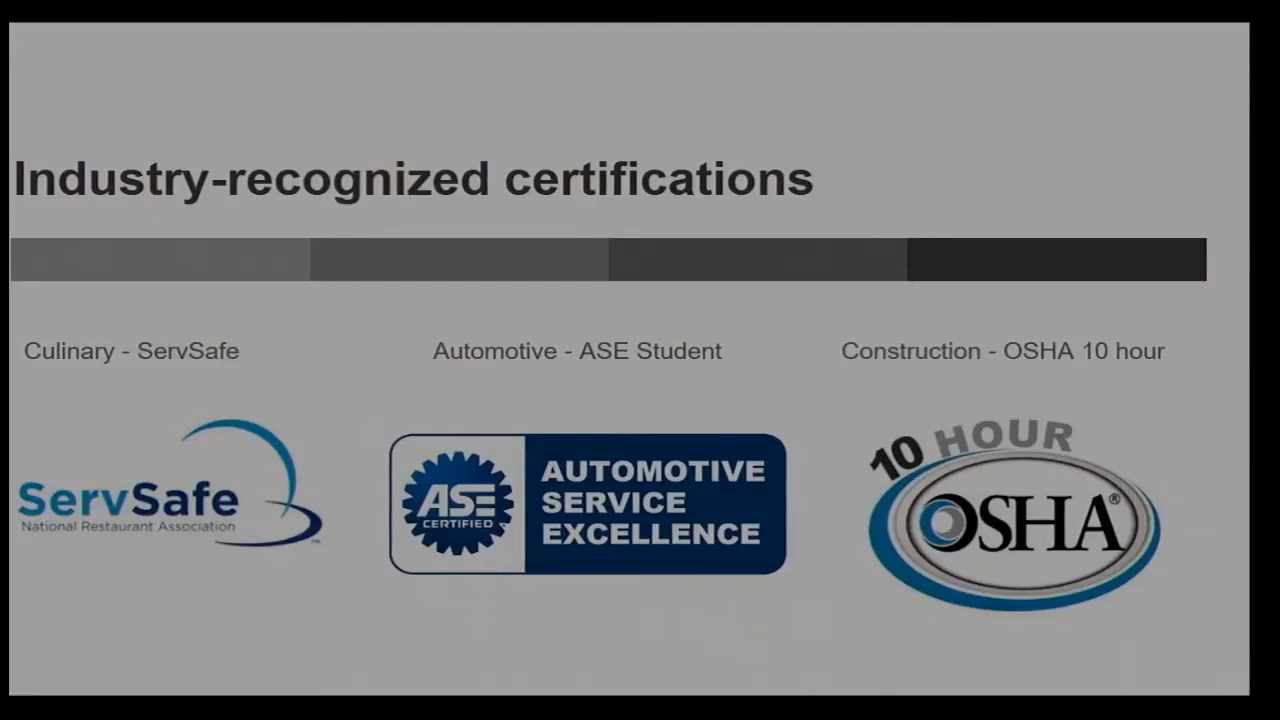 Industry-recognized certifications
Culinary - ServSafe
Automotive - ASE Student
Construction - OSHA 10 hour
ServSafe
National Restaurant Association
ASE
CERTIFIED
AUTOMOTIVE
SERVICE
EXCELLENCE
10 HOUR
OSHA®